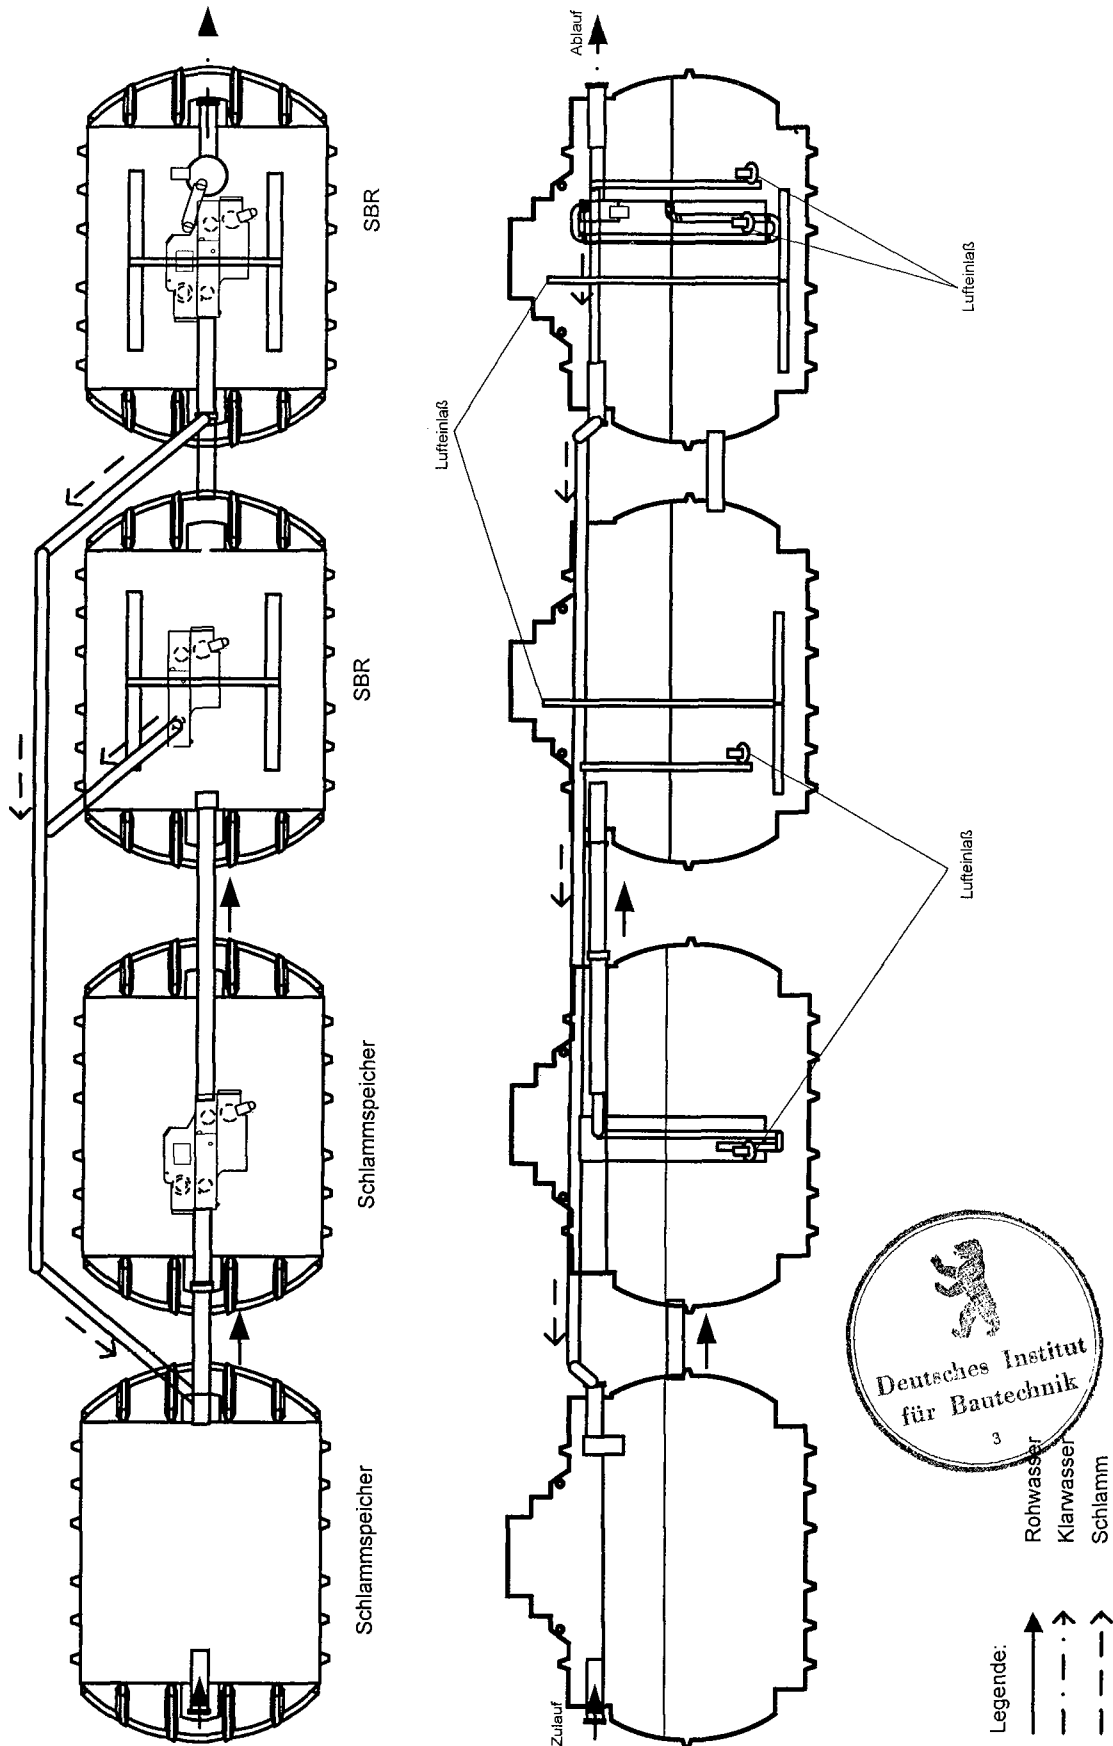 Ablauf
SBR
SBR
Schlammspeicher
Schlammspeicher
Lufteinlaß
Lufteinlaß
Lufteinlaß
Zulauf
Deutsches Institut
für Bautechnik
3
Legende:
Rohwasser
Klarwasser
Schlamm